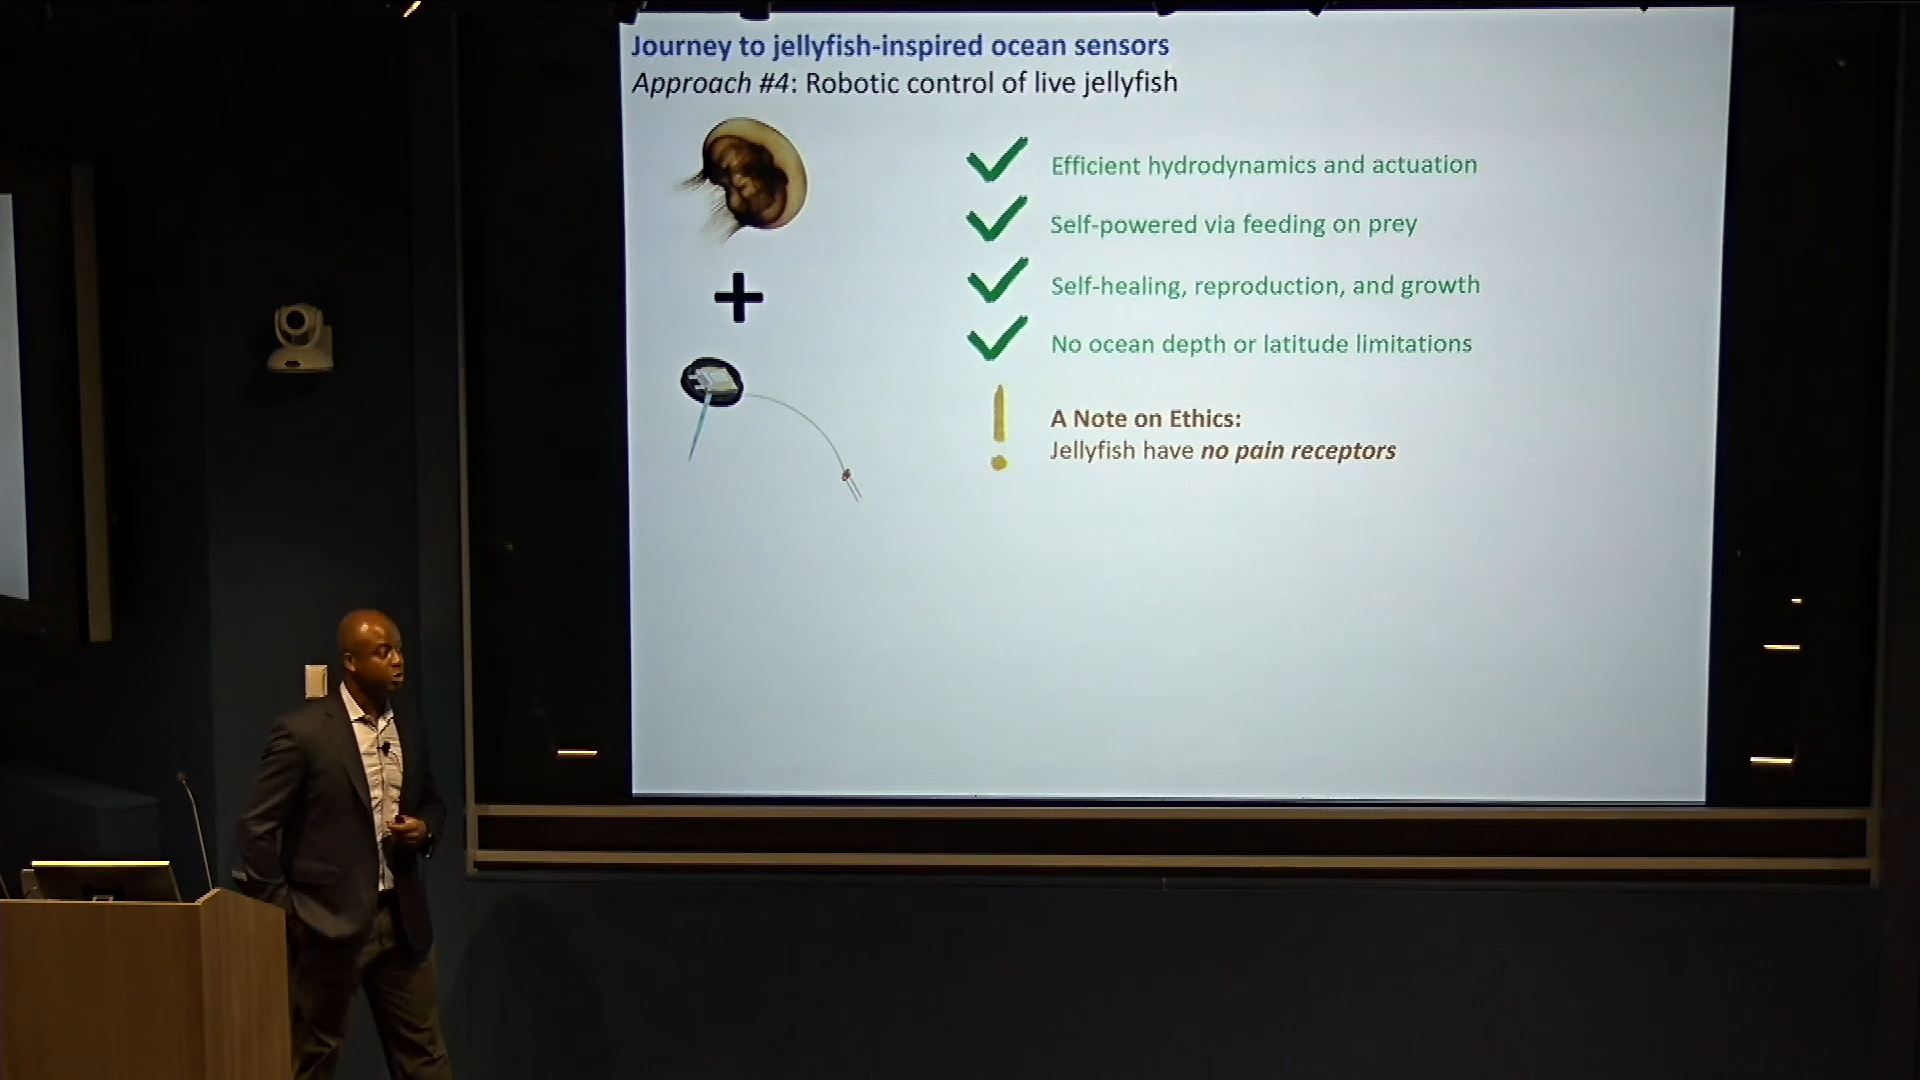 Journey to jellyfish-inspired ocean sensors
Approach #4: Robotic control of live jellyfish
Efficient hydrodynamics and actuation
Self-powered via feeding on prey
Self-healing, reproduction, and growth
No ocean depth or latitude limitations
A Note on Ethics:
Jellyfish have no pain receptors